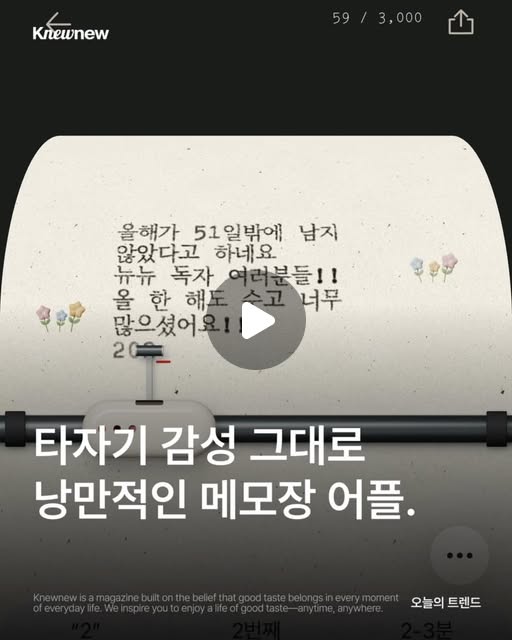 59 / 3,000
Knewnew
올해가 51일밖에 남지
않았다고 하네요
뉴뉴 독자 여러분들!!
올 한 해도 수고 너무
많으셨어요!!
타자기 감성 그대로
낭만적인 메모장 어플.
Knewnew is a magazine built on the belief that good taste belongs in every moment
of everyday life. We inspire you to enjoy a life of good taste—anytime, anywhere.
오늘의 트렌드
“2” 2번째 2-3분